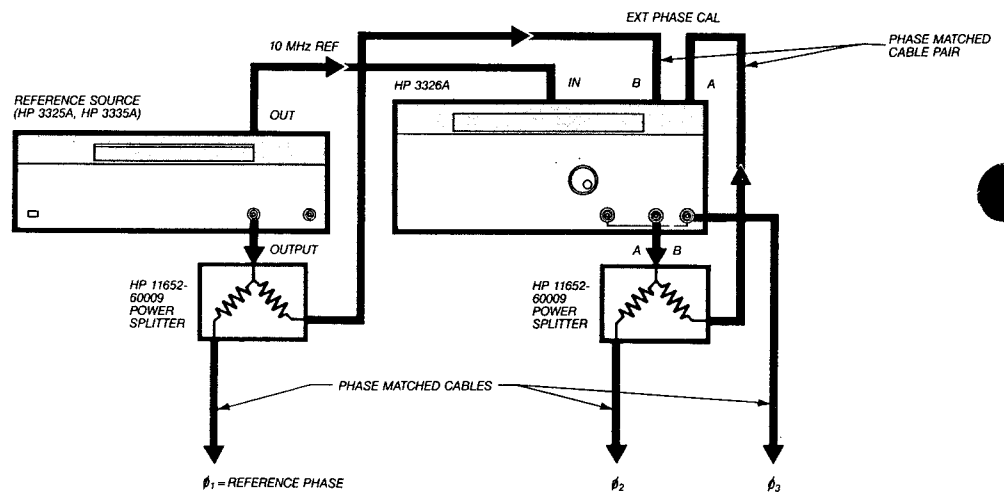 EXT PHASE CAL
10 MHz REF
PHASE MATCHED
CABLE PAIR
HP 3326A
IN
B
A
REFERENCE SOURCE
(HP 3325A, HP 3335A)
OUT
OUTPUT
A
B
HP 11652-
60009
POWER
SPLITTER
HP 11652-
60009
POWER
SPLITTER
PHASE MATCHED CABLES
ϕ1 = REFERENCE PHASE
ϕ2
ϕ3